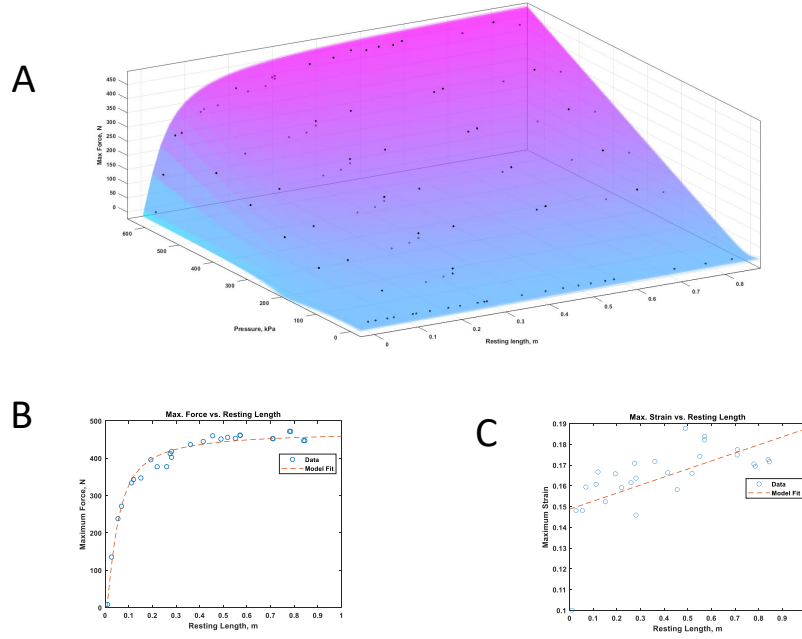 A
450
400
350
300
250
200
150
100
50
0
Max Force, N
600
500
400
300
200
100
0
Pressure, kPa
0
0.1
0.2
0.3
0.4
0.5
0.6
0.7
0.8
Resting length, m
B
Max. Force vs. Resting Length
500
400
300
200
100
0
Maximum Force, N
Data
Model Fit
0 0.1 0.2 0.3 0.4 0.5 0.6 0.7 0.8 0.9 1
Resting Length, m
C
Max. Strain vs. Resting Length
0.19
0.18
0.17
0.16
0.15
0.14
0.13
0.12
0.11
0.1
Maximum Strain
Data
Model Fit
0 0.1 0.2 0.3 0.4 0.5 0.6 0.7 0.8 0.9
Resting Length, m